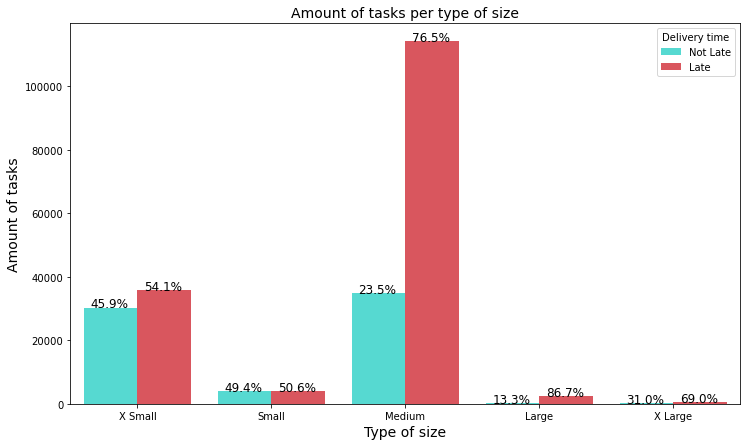 Amount of tasks per type of size
Delivery time
Not Late
Late
Amount of tasks
100000
80000
60000
40000
20000
0
45.9%
54.1%
49.4%
50.6%
23.5%
76.5%
13.3%
86.7%
31.0%
69.0%
X Small
Small
Medium
Large
X Large
Type of size